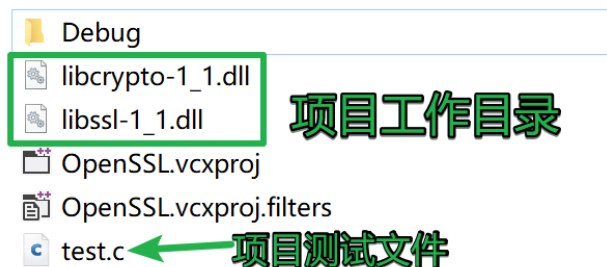 Debug
libcrypto-1_1.dll
libssl-1_1.dll
项目工作目录
OpenSSL.vcxproj
OpenSSL.vcxproj.filters
test.c
项目测试文件